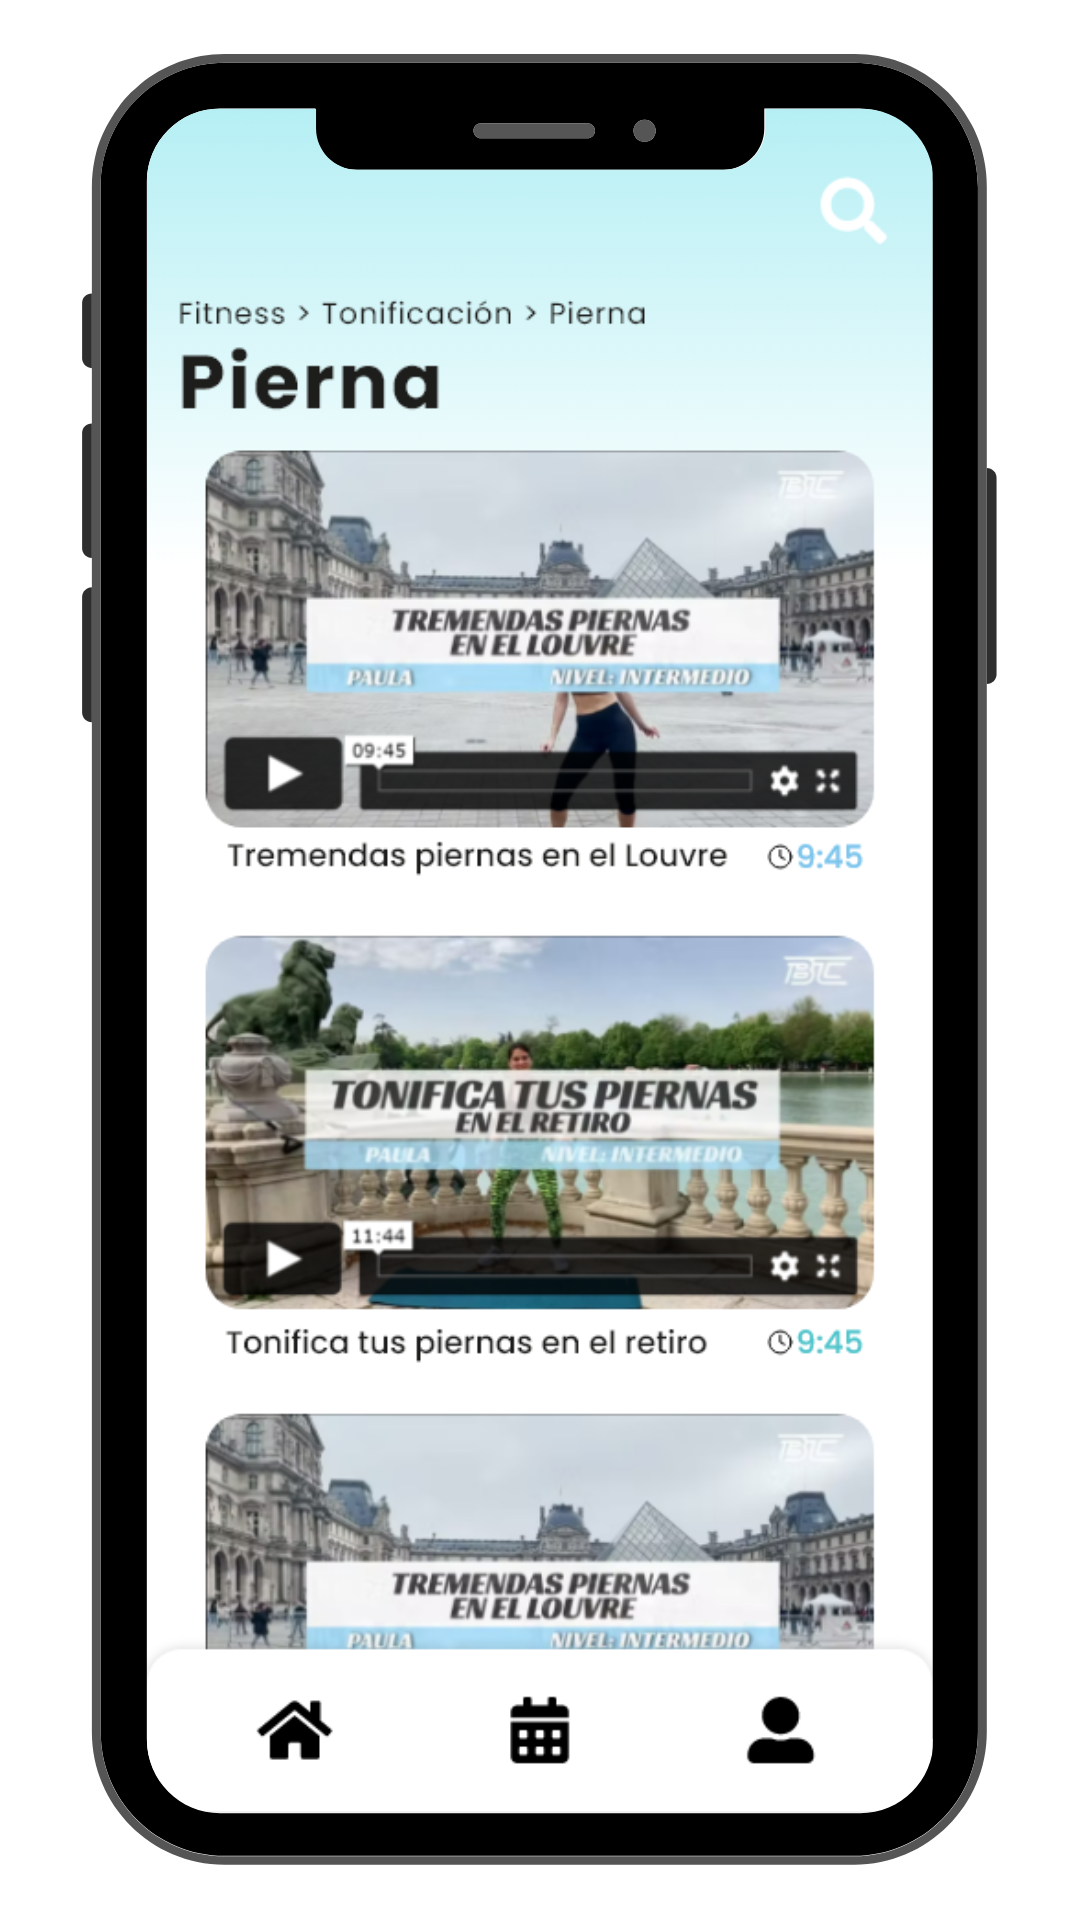 Fitness > Tonificación > Pierna
Pierna
BTC
TREMENDAS PIERNAS
EN EL LOUVRE
PAULA NIVEL: INTERMEDIO
09:45
Tremendas piernas en el Louvre 9:45
BTC
TONIFICA TUS PIERNAS
EN EL RETIRO
PAULA NIVEL: INTERMEDIO
11:44
Tonifica tus piernas en el retiro 9:45
BTC
TREMENDAS PIERNAS
EN EL LOUVRE
PAULA NIVEL: INTERMEDIO